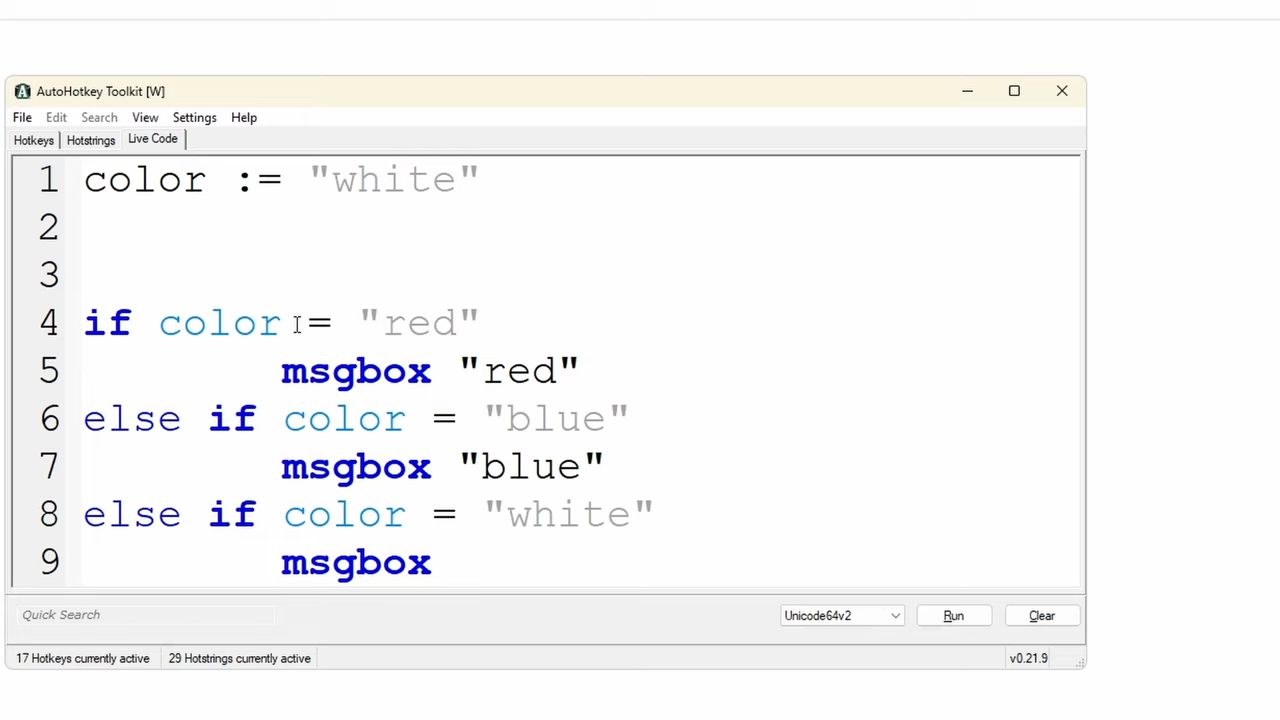 AutoHotkey Toolkit [W]
File Edit Search View Settings Help
Hotkeys Hotstrings Live Code
1 color := "white"
2
3
4 if color = "red"
5 msgbox "red"
6 else if color = "blue"
7 msgbox "blue"
8 else if color = "white"
9 msgbox
Quick Search Unicode64v2 Run Clear
17 Hotkeys currently active 29 Hotstrings currently active v0.21.9